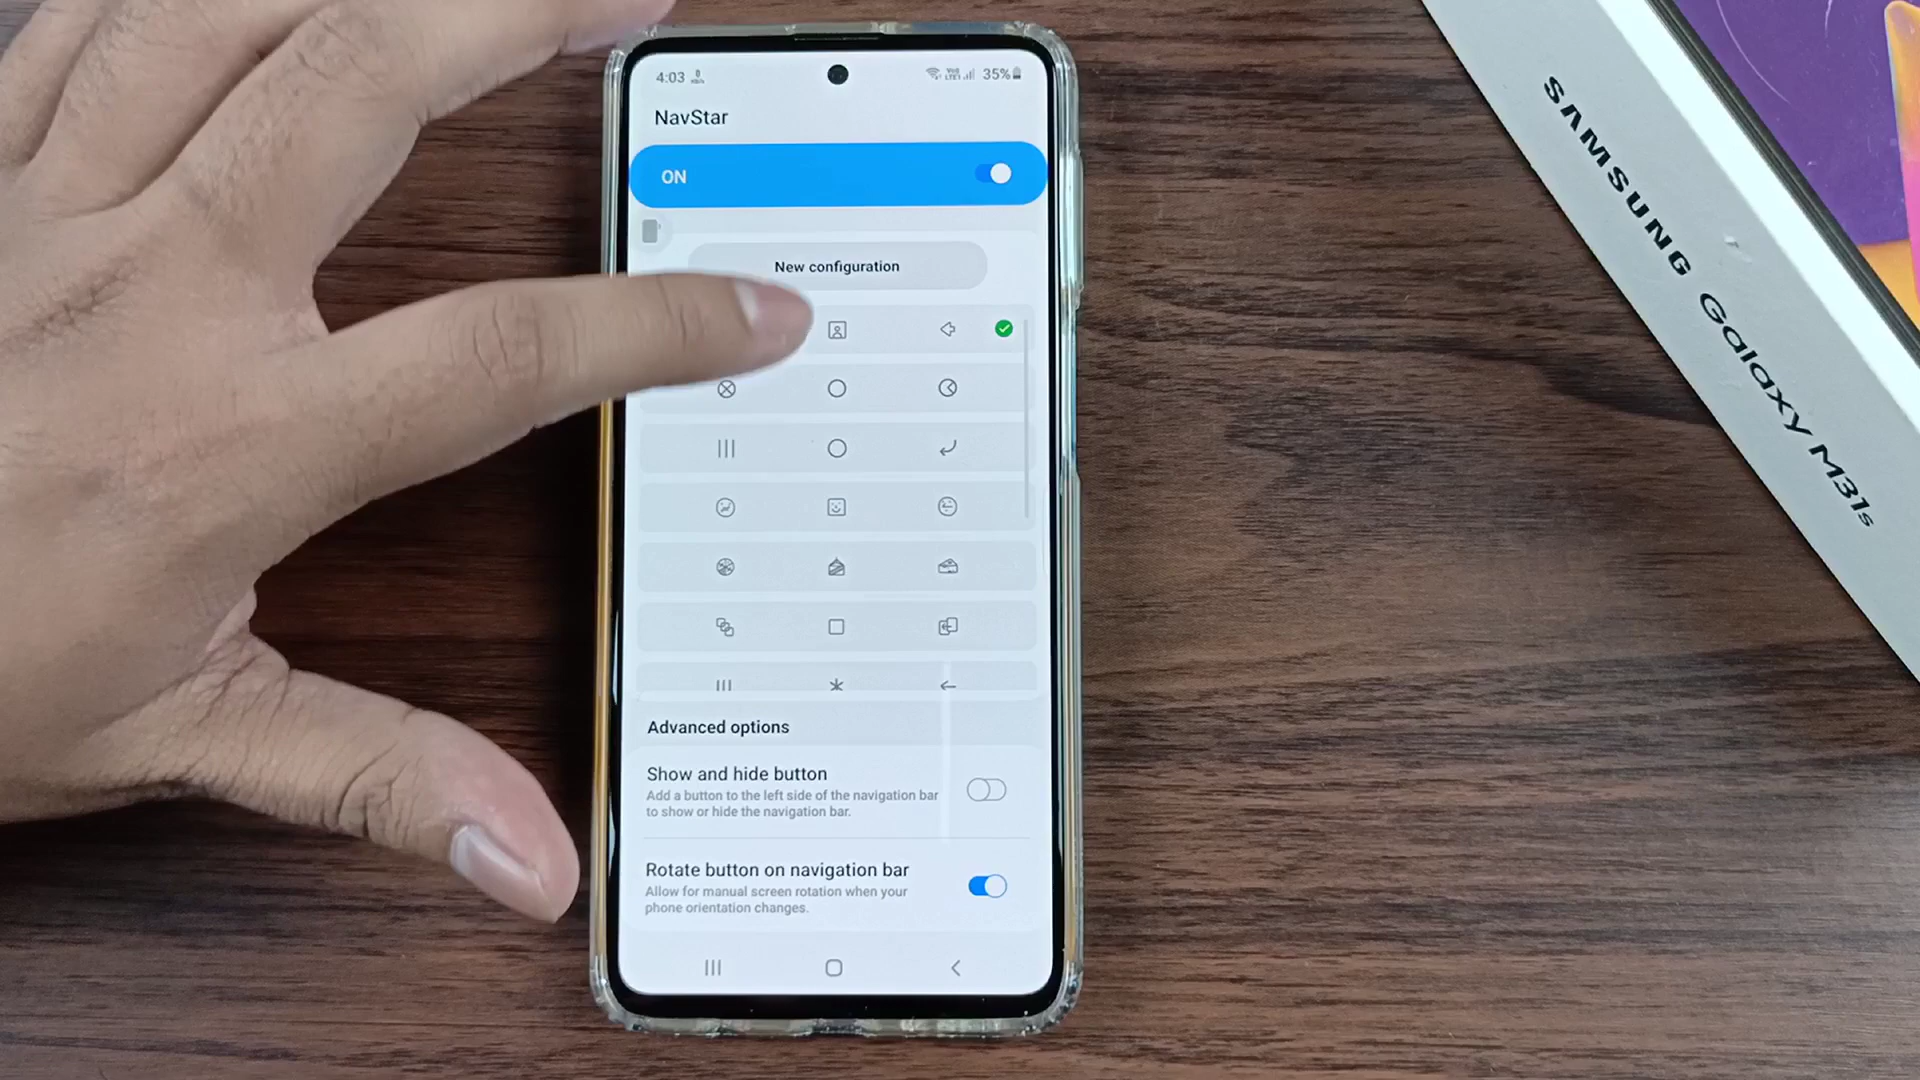 4:03
35%
NavStar
ON
New configuration
Advanced options
Show and hide button
Add a button to the left side of the navigation bar
to show or hide the navigation bar.
Rotate button on navigation bar
Allow for manual screen rotation when your
phone orientation changes.
SAMSUNG Galaxy M31s